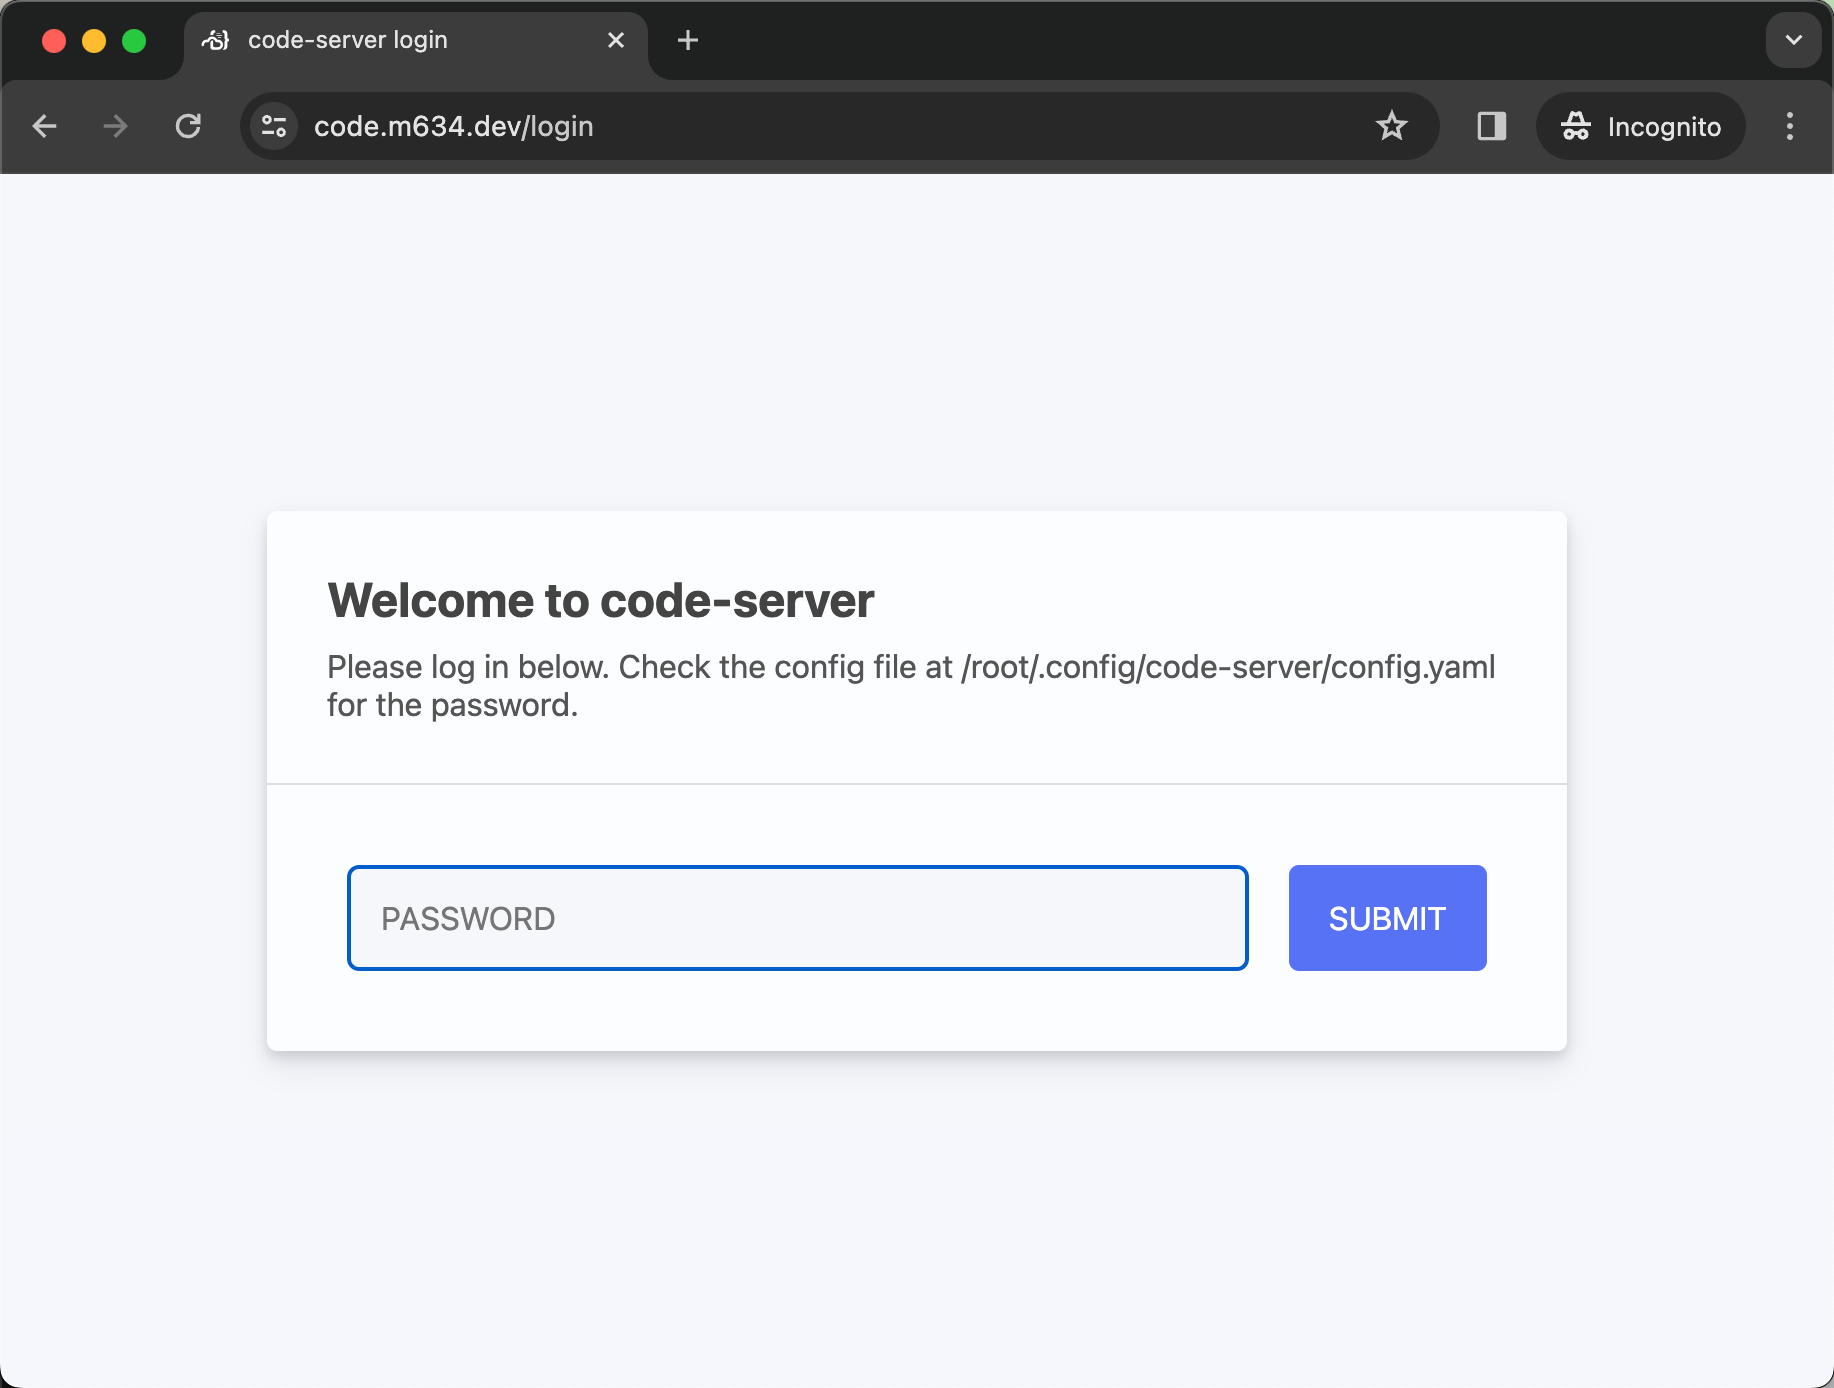 code-server login
code.m634.dev/login
Incognito
Welcome to code-server
Please log in below. Check the config file at /root/.config/code-server/config.yaml
for the password.
PASSWORD
SUBMIT